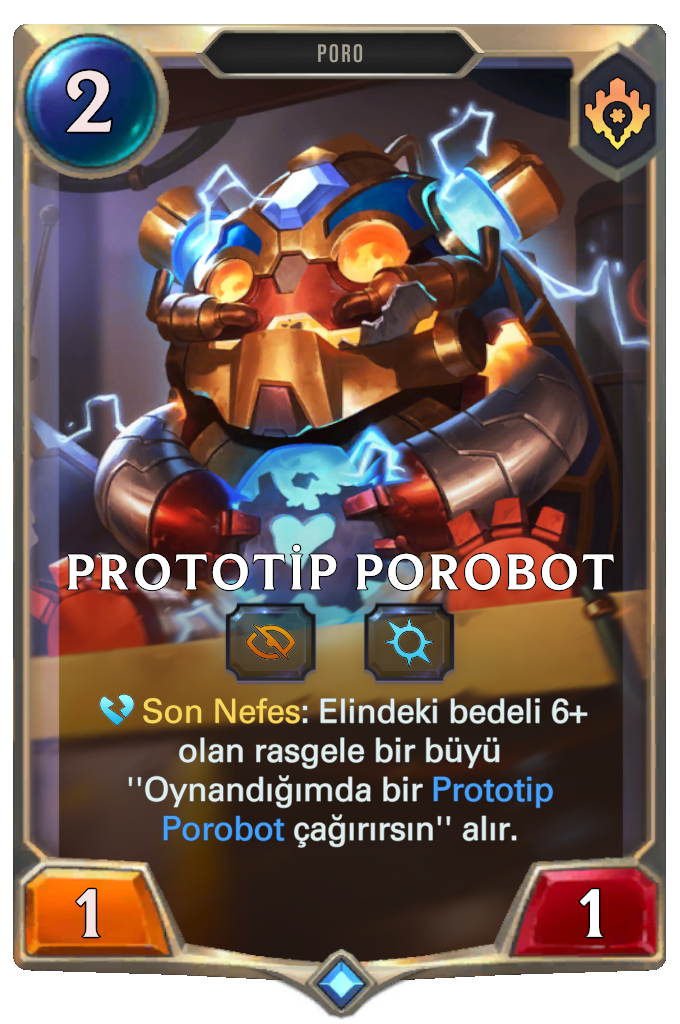 PORO
2
PROTOTİP POROBOT
Son Nefes: Elindeki bedeli 6+
olan rasgele bir büyü
''Oynandığımda bir Prototip
Porobot çağırırsın'' alır.
1
1